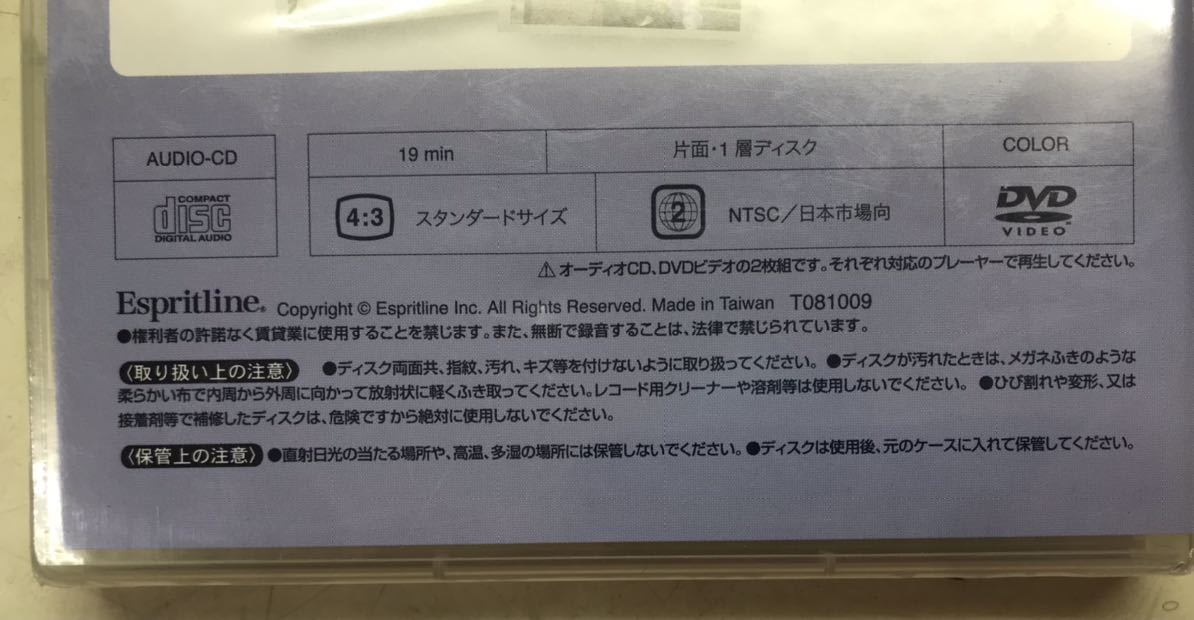 AUDIO-CD
COMPACT
disc
DIGITAL AUDIO
19 min 片面・1層ディスク COLOR
4:3 スタンダードサイズ 2 NTSC／日本市場向 DVD
VIDEO
⚠オーディオCD、DVDビデオの2枚組です。それぞれ対応のプレーヤーで再生してください。
Espritline® Copyright © Espritline Inc. All Rights Reserved. Made in Taiwan T081009
●権利者の許諾なく賃貸業に使用することを禁じます。また、無断で録音することは、法律で禁じられています。
〈取り扱い上の注意〉 ●ディスク両面共、指紋、汚れ、キズ等を付けないように取り扱ってください。 ●ディスクが汚れたときは、メガネふきのような
柔らかい布で内周から外周に向かって放射状に軽くふき取ってください。レコード用クリーナーや溶剤等は使用しないでください。 ●ひび割れや変形、又は
接着剤等で補修したディスクは、危険ですから絶対に使用しないでください。
〈保管上の注意〉 ●直射日光の当たる場所や、高温、多湿の場所には保管しないでください。●ディスクは使用後、元のケースに入れて保管してください。